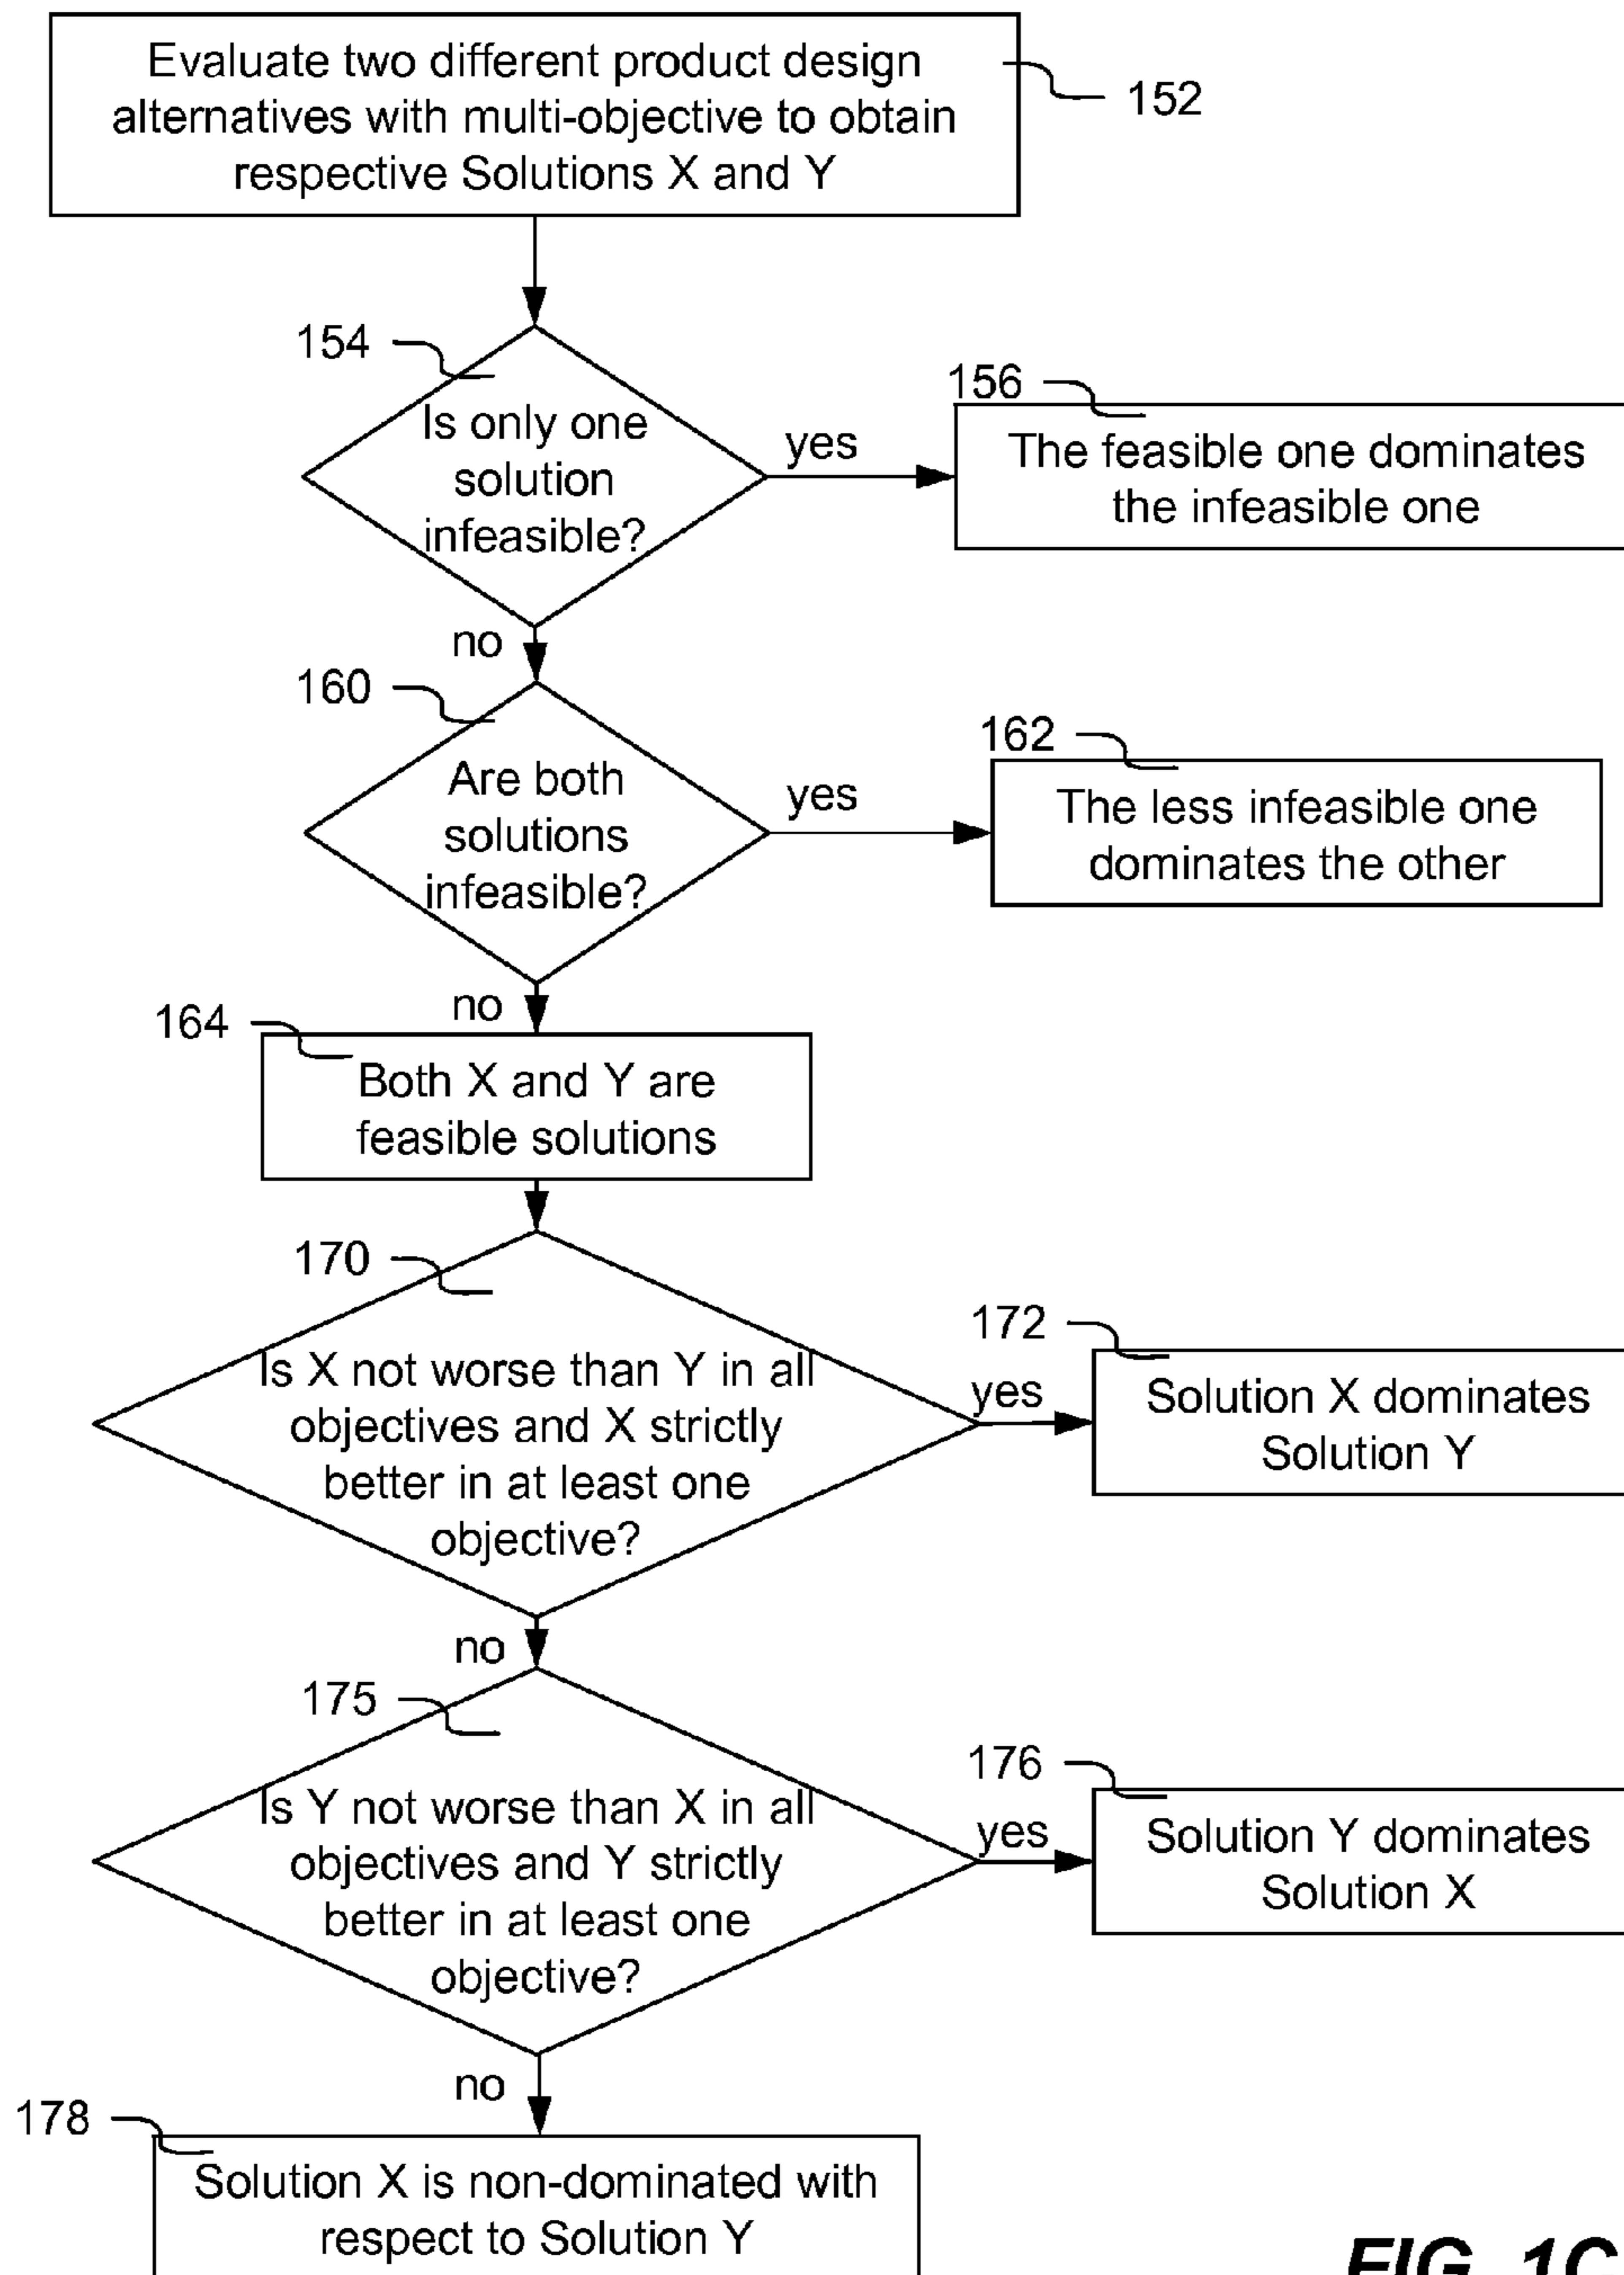 Evaluate two different product design
alternatives with multi-objective to obtain
respective Solutions X and Y
152
154
Is only one
solution
infeasible?
yes
156
The feasible one dominates
the infeasible one
no
160
Are both
solutions
infeasible?
yes
162
The less infeasible one
dominates the other
no
164
Both X and Y are
feasible solutions
170
Is X not worse than Y in all
objectives and X strictly
better in at least one
objective?
yes
172
Solution X dominates
Solution Y
no
175
Is Y not worse than X in all
objectives and Y strictly
better in at least one
objective?
yes
176
Solution Y dominates
Solution X
no
178
Solution X is non-dominated with
respect to Solution Y
FIG. 1C